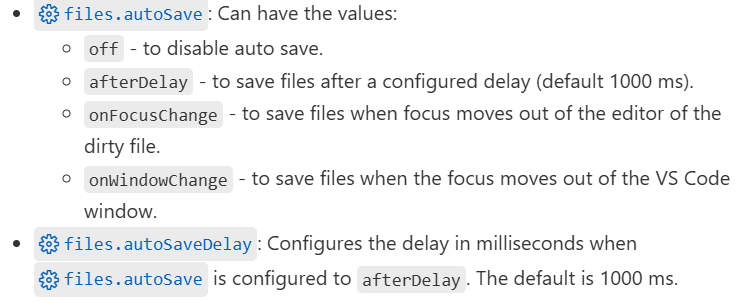 files.autoSave: Can have the values:
off - to disable auto save.
afterDelay - to save files after a configured delay (default 1000 ms).
onFocusChange - to save files when focus moves out of the editor of the
dirty file.
onWindowChange - to save files when the focus moves out of the VS Code
window.
files.autoSaveDelay: Configures the delay in milliseconds when
files.autoSave is configured to afterDelay. The default is 1000 ms.